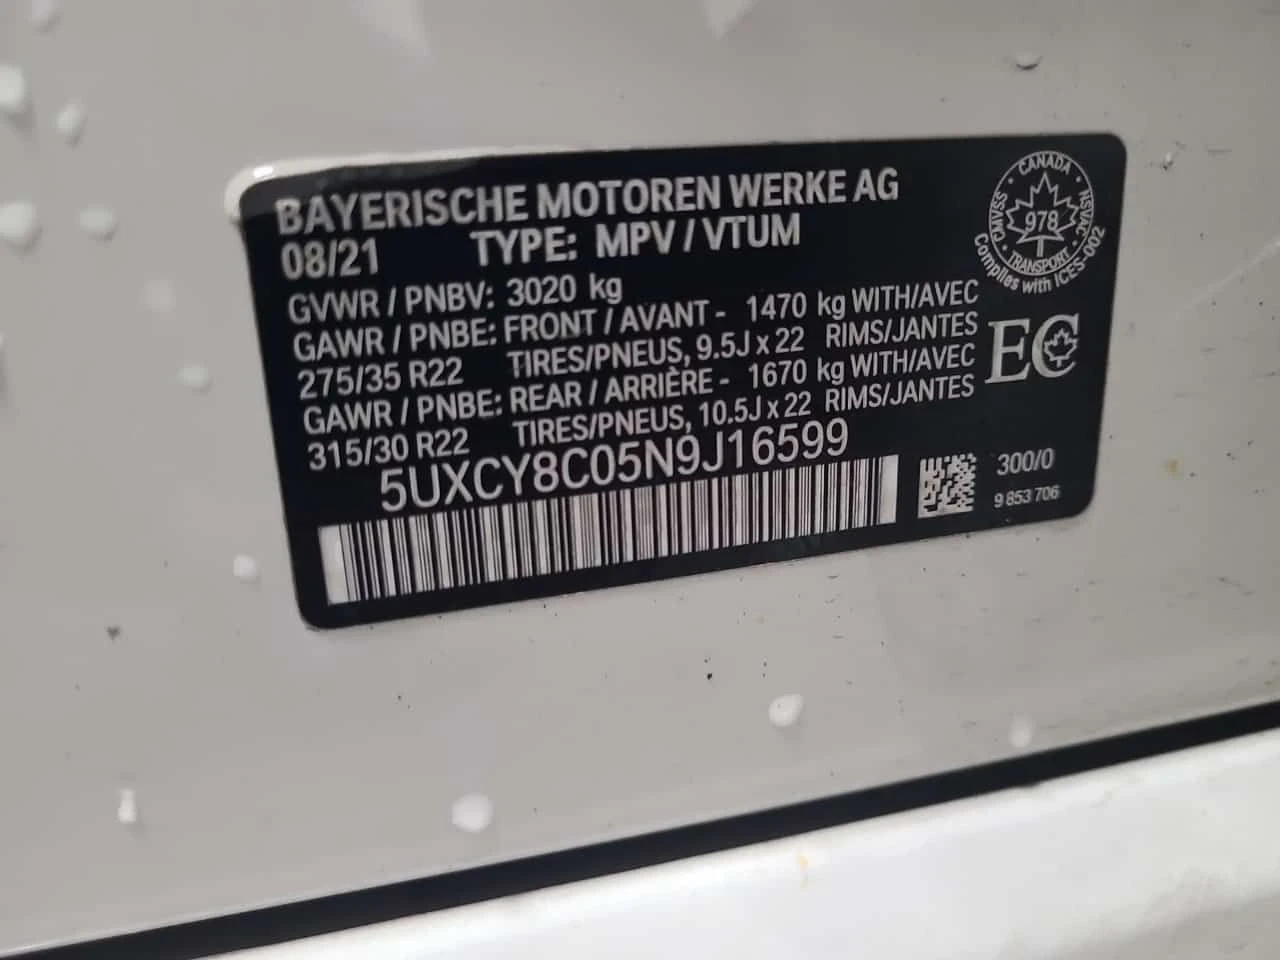 BAYERISCHE MOTOREN WERKE AG
08/21 TYPE: MPV / VTUM
GVWR / PNBV: 3020 kg
GAWR / PNBE: FRONT / AVANT - 1470 kg WITH/AVEC
275/35 R22 TIRES/PNEUS, 9.5J x 22 RIMS/JANTES
GAWR / PNBE: REAR / ARRIÈRE - 1670 kg WITH/AVEC
315/30 R22 TIRES/PNEUS, 10.5J x 22 RIMS/JANTES
5UXCY8C05N9J16599
CANADA
CMVSS
978
NSVAC
TRANSPORT
Complies with ICES-002
EC
300/0
9 853 706